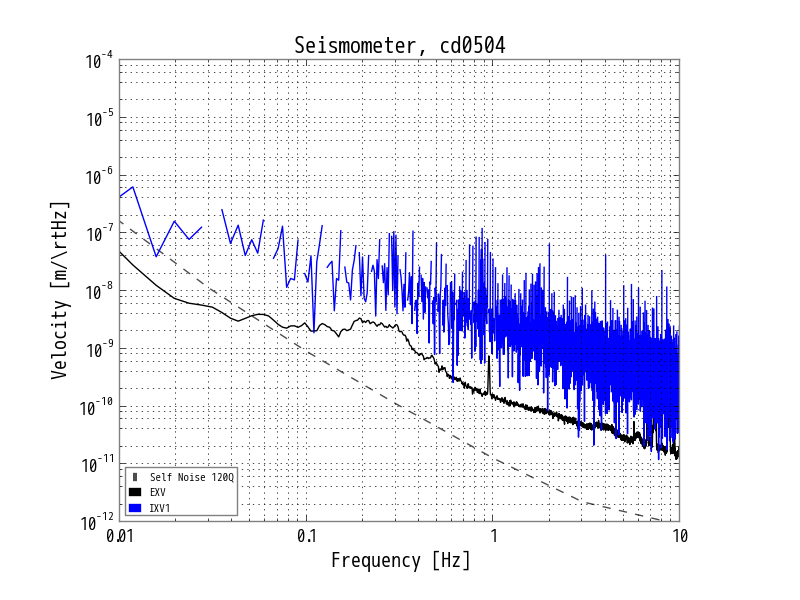 Seismometer, cd0504
10^-4
10^-5
10^-6
10^-7
10^-8
10^-9
10^-10
10^-11
10^-12
Velocity [m/\rtHz]
Self Noise 120Q
EXV
IXV1
0.01 0.1 1 10
Frequency [Hz]